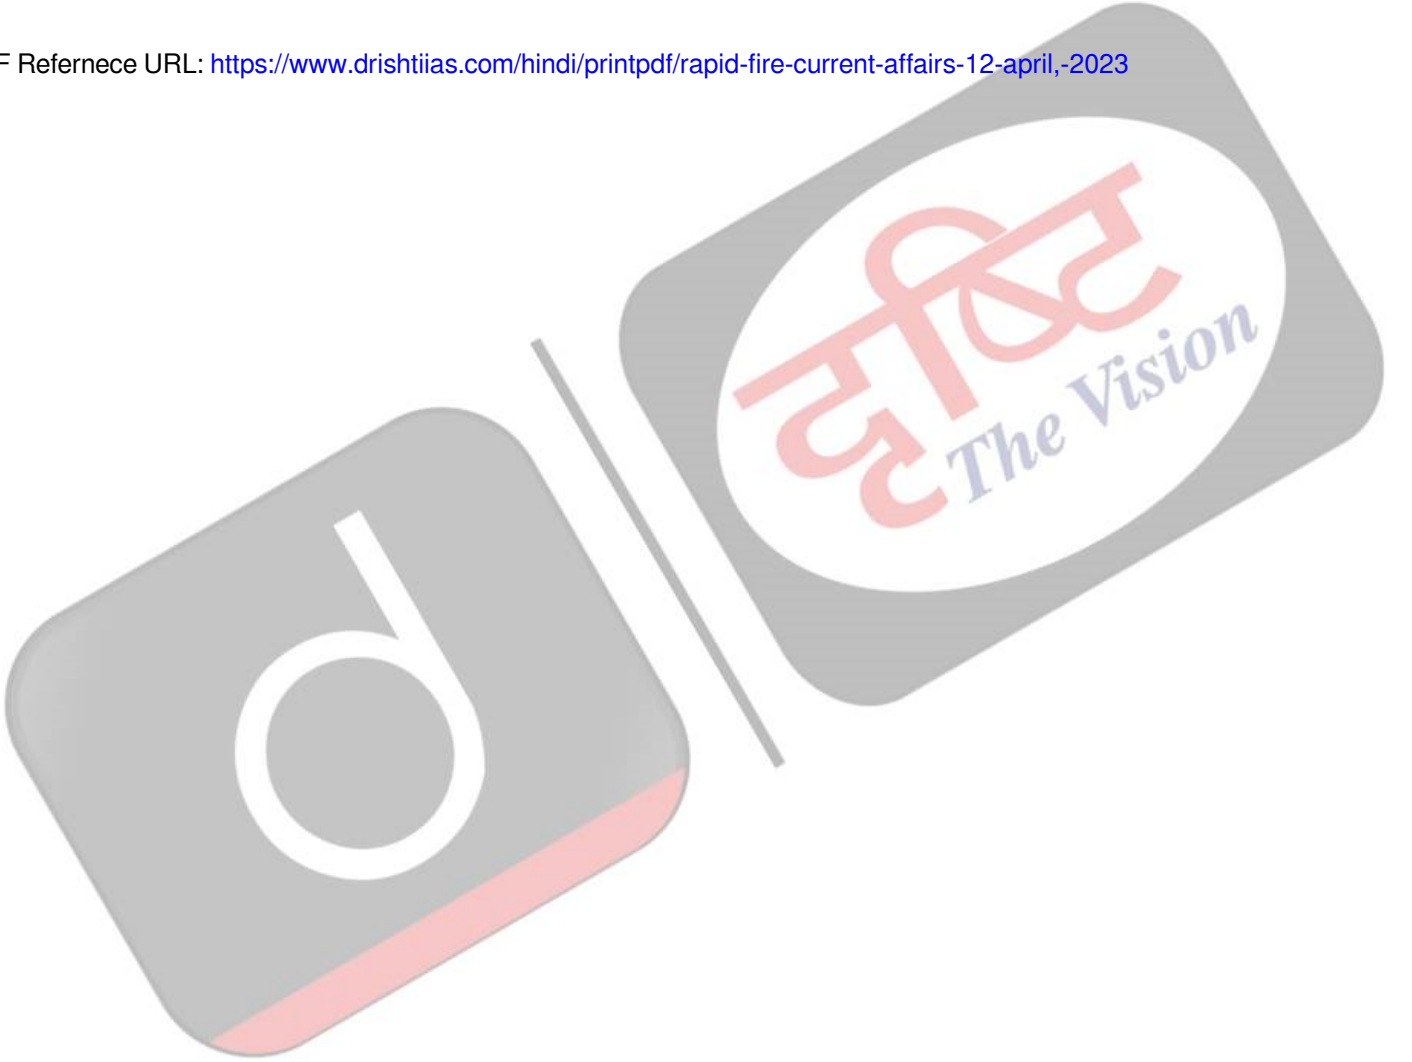 F Refernece URL: https://www.drishtiias.com/hindi/printpdf/rapid-fire-current-affairs-12-april,-2023
दृष्टि
The Vision
d